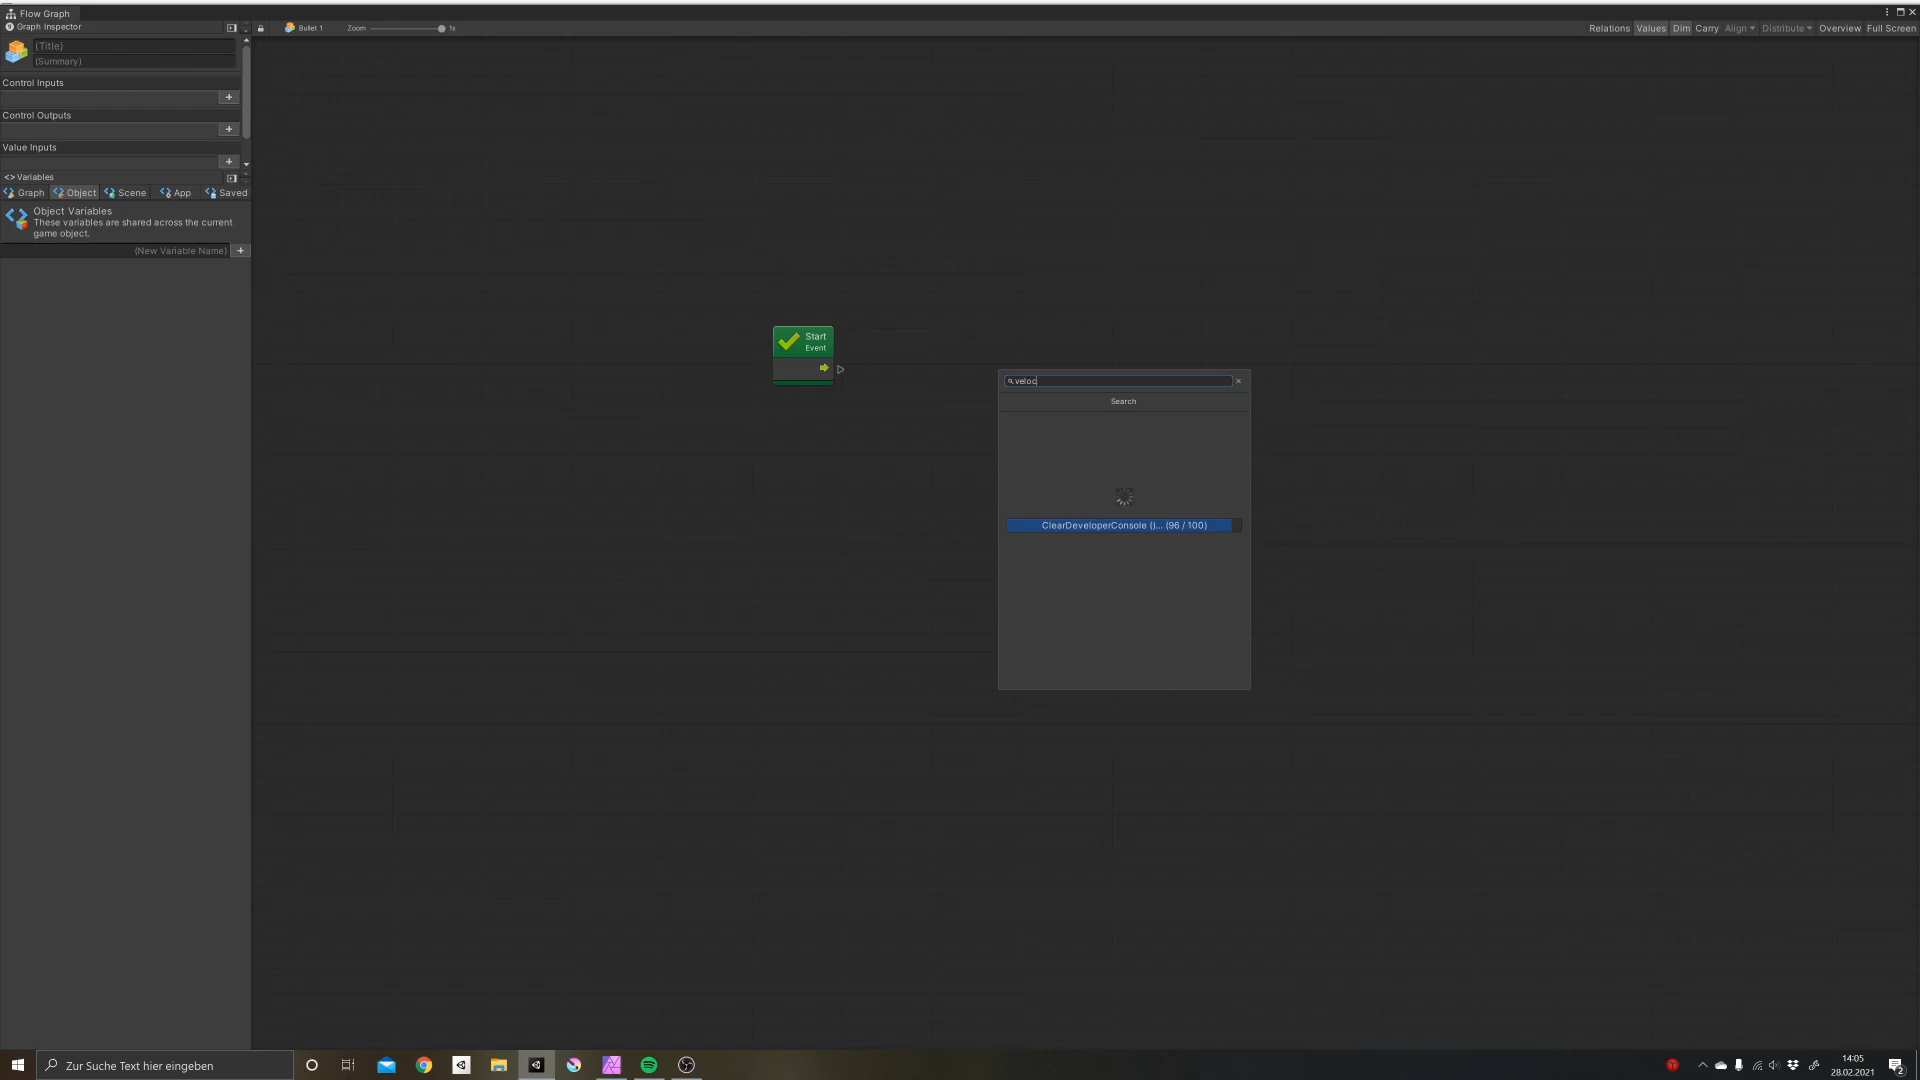 Flow Graph
Graph Inspector
Bullet 1
Zoom
1x
Relations
Values
Dim
Carry
Align
Distribute
Overview
Full Screen
(Title)
(Summary)
Control Inputs
Control Outputs
Value Inputs
<> Variables
Graph
Object
Scene
App
Saved
Object Variables
These variables are shared across the current
game object.
(New Variable Name)
Start
Event
veloc
Search
ClearDeveloperConsole ()... (96 / 100)
Zur Suche Text hier eingeben
14:05
28.02.2021
2